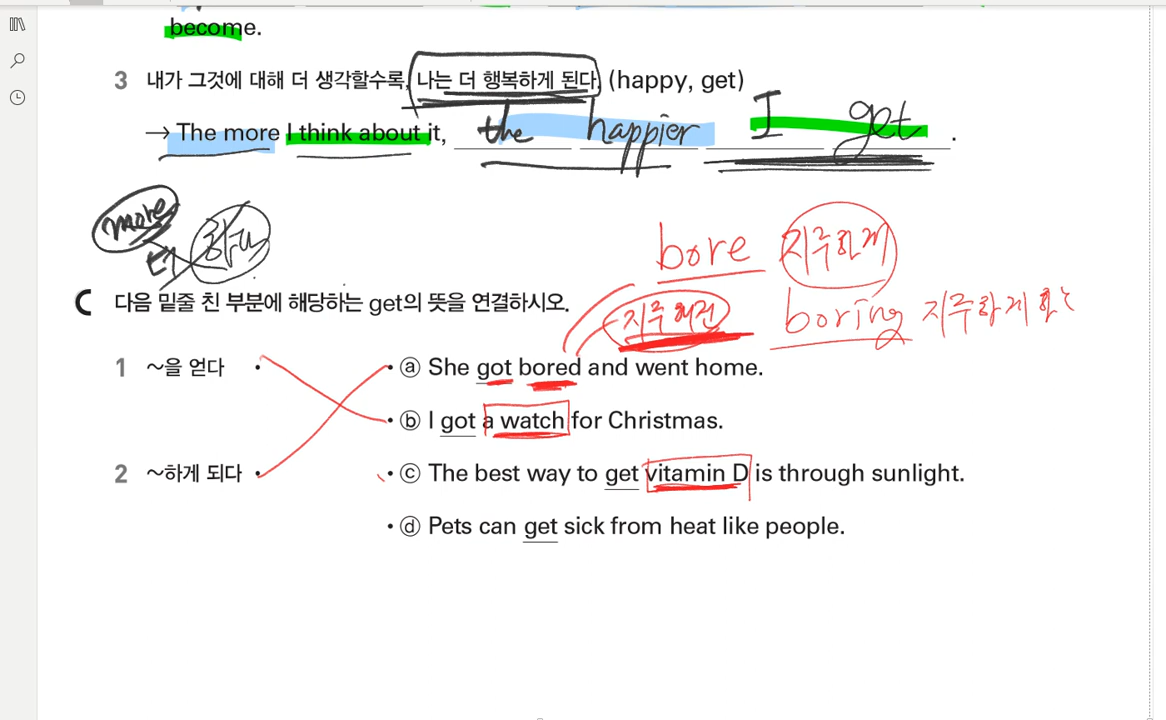 become.
3 내가 그것에 대해 더 생각할수록, 나는 더 행복하게 된다. (happy, get)
→ The more I think about it, the happier I get.
more
더
bore 지루하게
C 다음 밑줄 친 부분에 해당하는 get의 뜻을 연결하시오.
지루해진 boring 지루하게 하는
1 ~을 얻다 • • ⓐ She got bored and went home.
• ⓑ I got a watch for Christmas.
2 ~하게 되다 • • ⓒ The best way to get vitamin D is through sunlight.
• ⓓ Pets can get sick from heat like people.